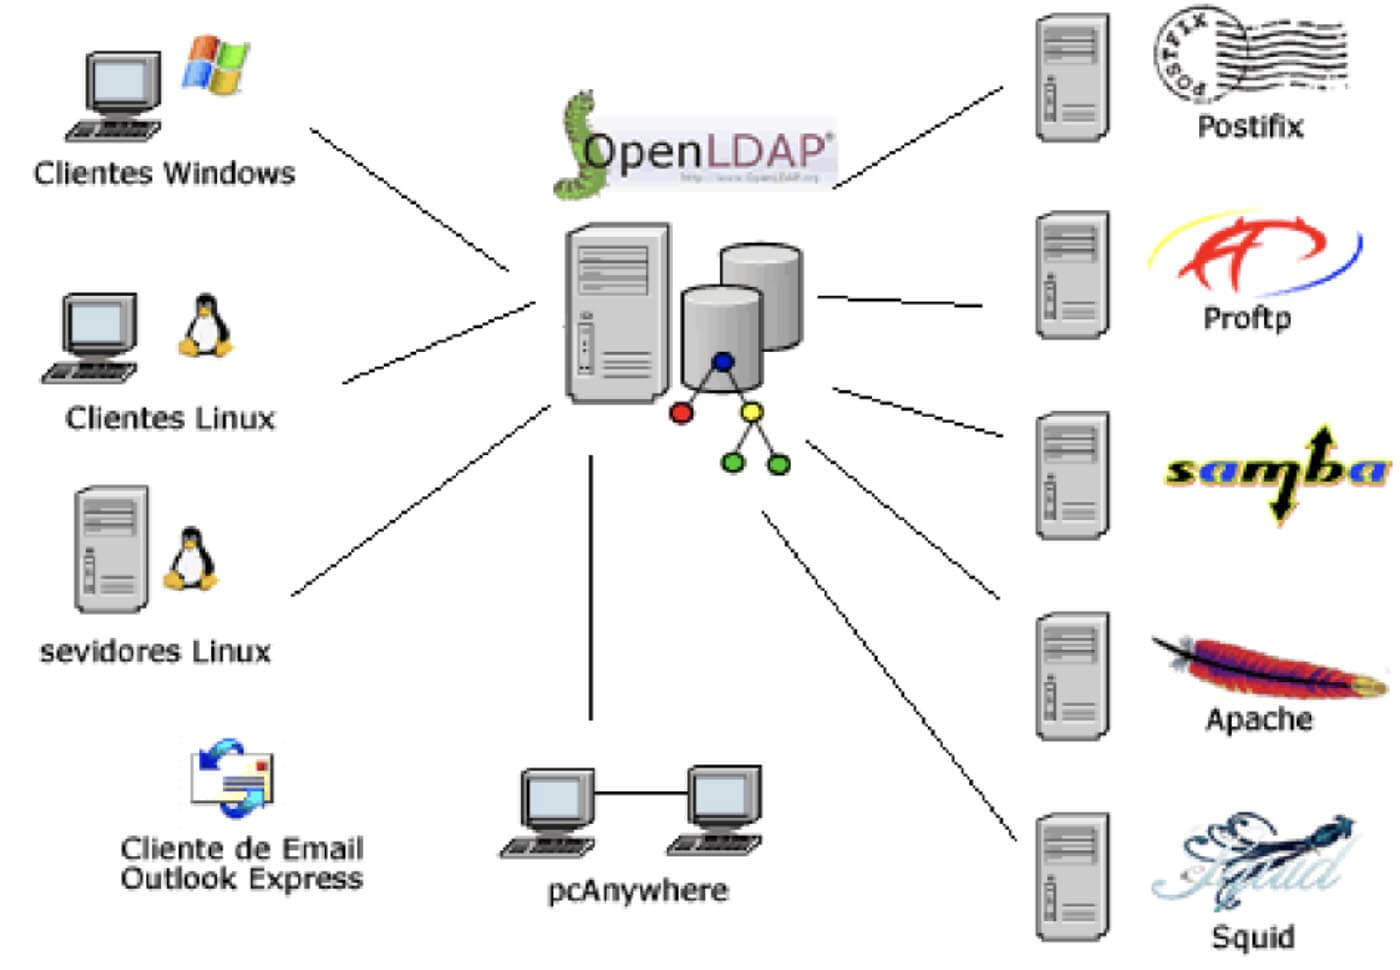 POSTFIX
Postifix
Clientes Windows
OpenLDAP
http://www.OpenLDAP.org
Proftp
Clientes Linux
samba
sevidores Linux
Apache
Cliente de Email
Outlook Express
pcAnywhere
Squid
Squid